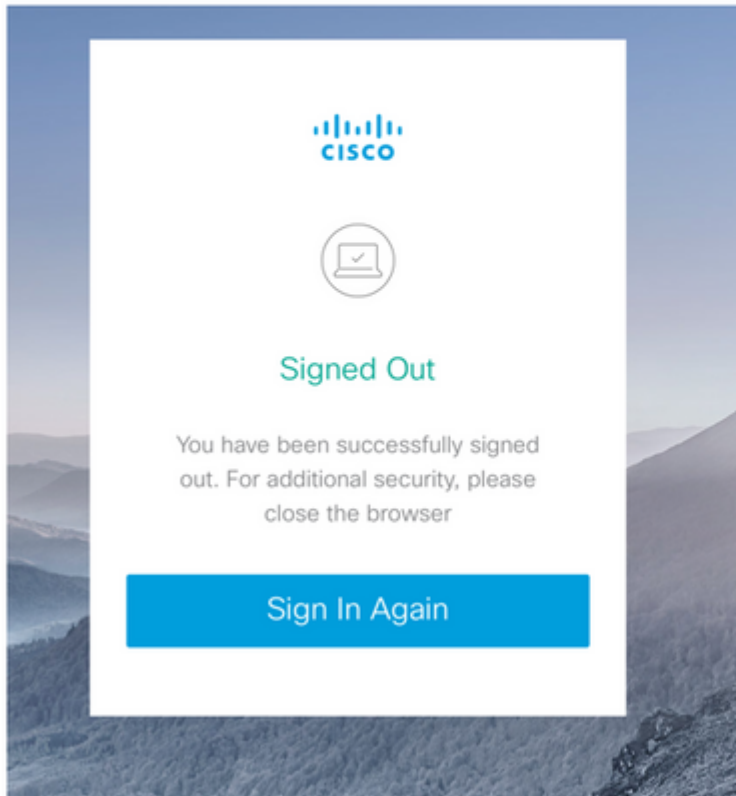 CISCO
Signed Out
You have been successfully signed
out. For additional security, please
close the browser
Sign In Again